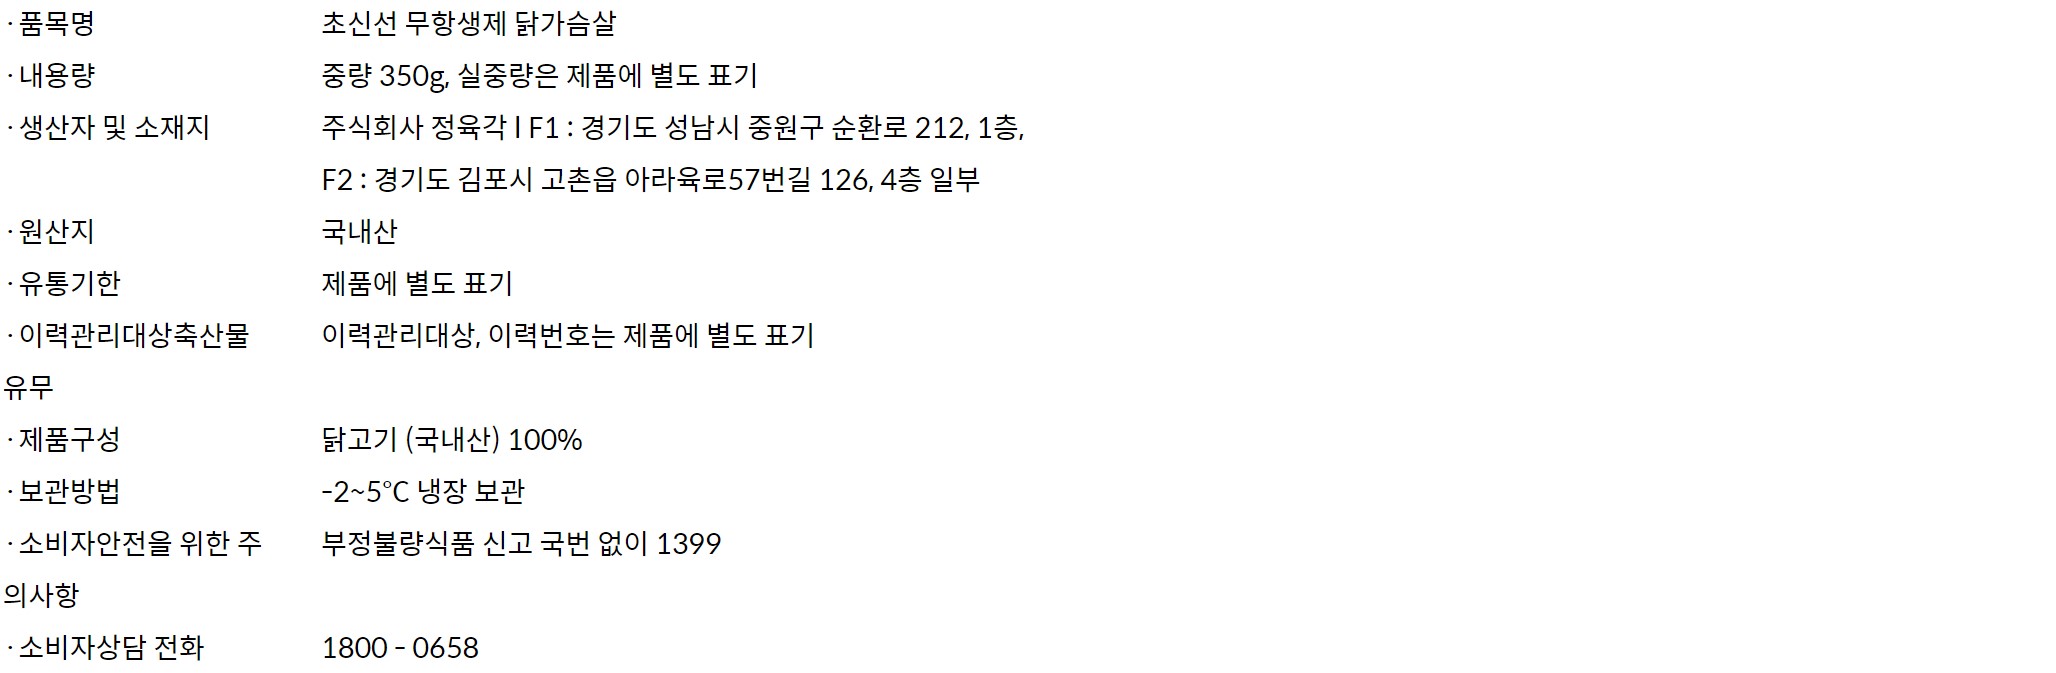 · 품목명 초신선 무항생제 닭가슴살
· 내용량 중량 350g, 실중량은 제품에 별도 표기
· 생산자 및 소재지 주식회사 정육각 l F1 : 경기도 성남시 중원구 순환로 212, 1층,
F2 : 경기도 김포시 고촌읍 아라육로57번길 126, 4층 일부
· 원산지 국내산
· 유통기한 제품에 별도 표기
· 이력관리대상축산물 이력관리대상, 이력번호는 제품에 별도 표기
유무
· 제품구성 닭고기 (국내산) 100%
· 보관방법 -2~5°C 냉장 보관
· 소비자안전을 위한 주 부정불량식품 신고 국번 없이 1399
의사항
· 소비자상담 전화 1800 - 0658